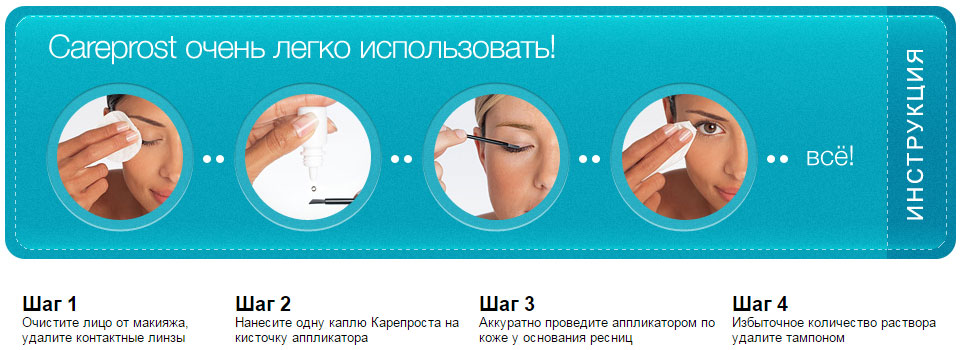 Careprost очень легко использовать!
всё!
ИНСТРУКЦИЯ
Шаг 1
Очистите лицо от макияжа,
удалите контактные линзы
Шаг 2
Нанесите одну каплю Карепроста на
кисточку аппликатора
Шаг 3
Аккуратно проведите аппликатором по
коже у основания ресниц
Шаг 4
Избыточное количество раствора
удалите тампоном